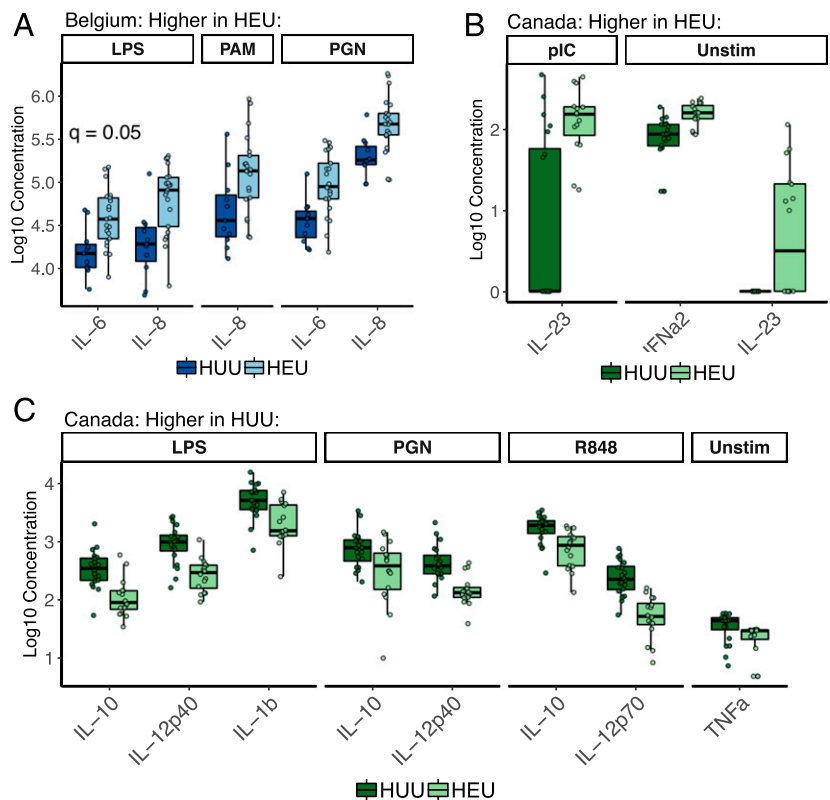 A
Belgium: Higher in HEU:
LPS PAM PGN
Log10 Concentration
6.0
5.5
5.0
4.5
4.0
q = 0.05
IL-6 IL-8 IL-8 IL-6 IL-8
HUU HEU
B
Canada: Higher in HEU:
pIC Unstim
Log10 Concentration
2
1
0
IL-23 IFNa2 IL-23
HUU HEU
C
Canada: Higher in HUU:
LPS PGN R848 Unstim
Log10 Concentration
4
3
2
1
IL-10 IL-12p40 IL-1b IL-10 IL-12p40 IL-10 IL-12p70 TNFa
HUU HEU